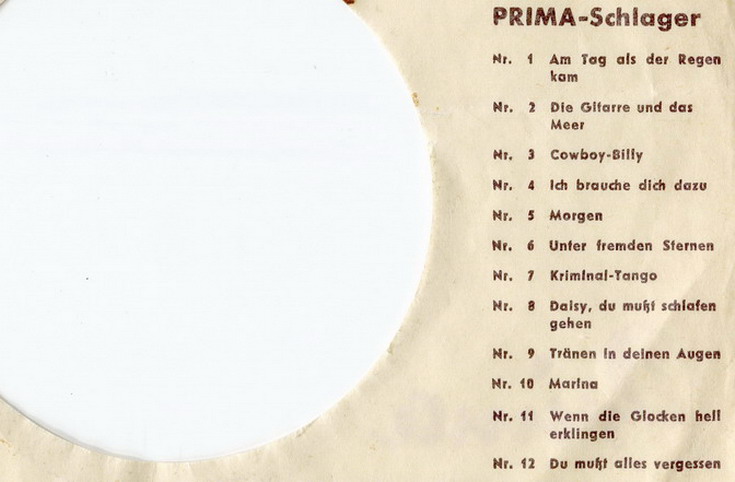 PRIMA-Schlager
Nr. 1 Am Tag als der Regen
kam
Nr. 2 Die Gitarre und das
Meer
Nr. 3 Cowboy-Billy
Nr. 4 Ich brauche dich dazu
Nr. 5 Morgen
Nr. 6 Unter fremden Sternen
Nr. 7 Kriminal-Tango
Nr. 8 Daisy, du mußt schlafen
gehen
Nr. 9 Tränen in deinen Augen
Nr. 10 Marina
Nr. 11 Wenn die Glocken hell
erklingen
Nr. 12 Du mußt alles vergessen